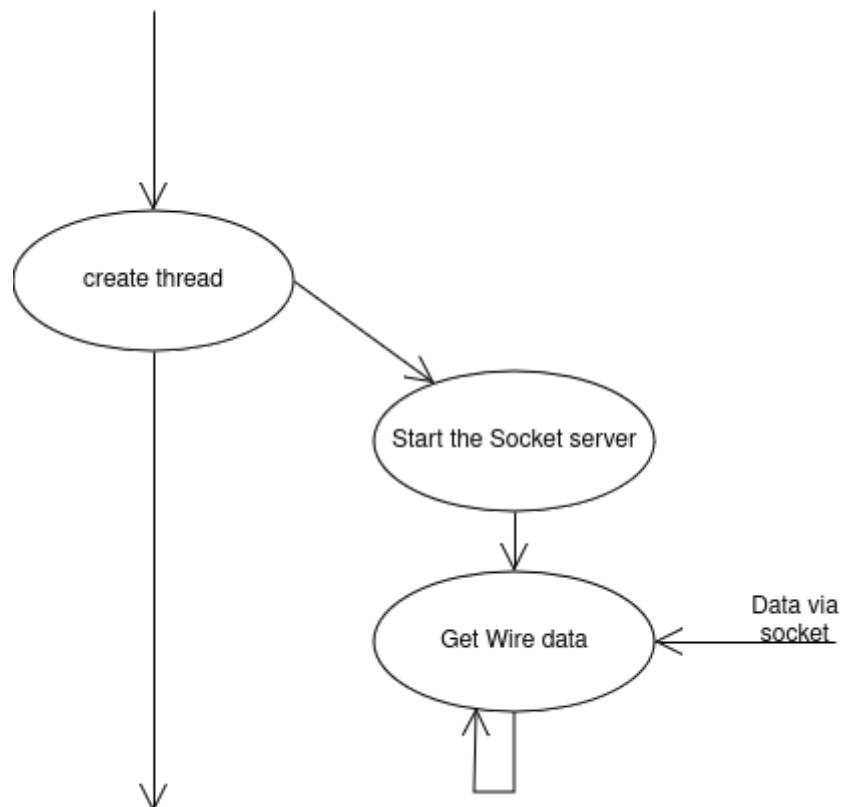 create thread
Start the Socket server
Data via
socket
Get Wire data